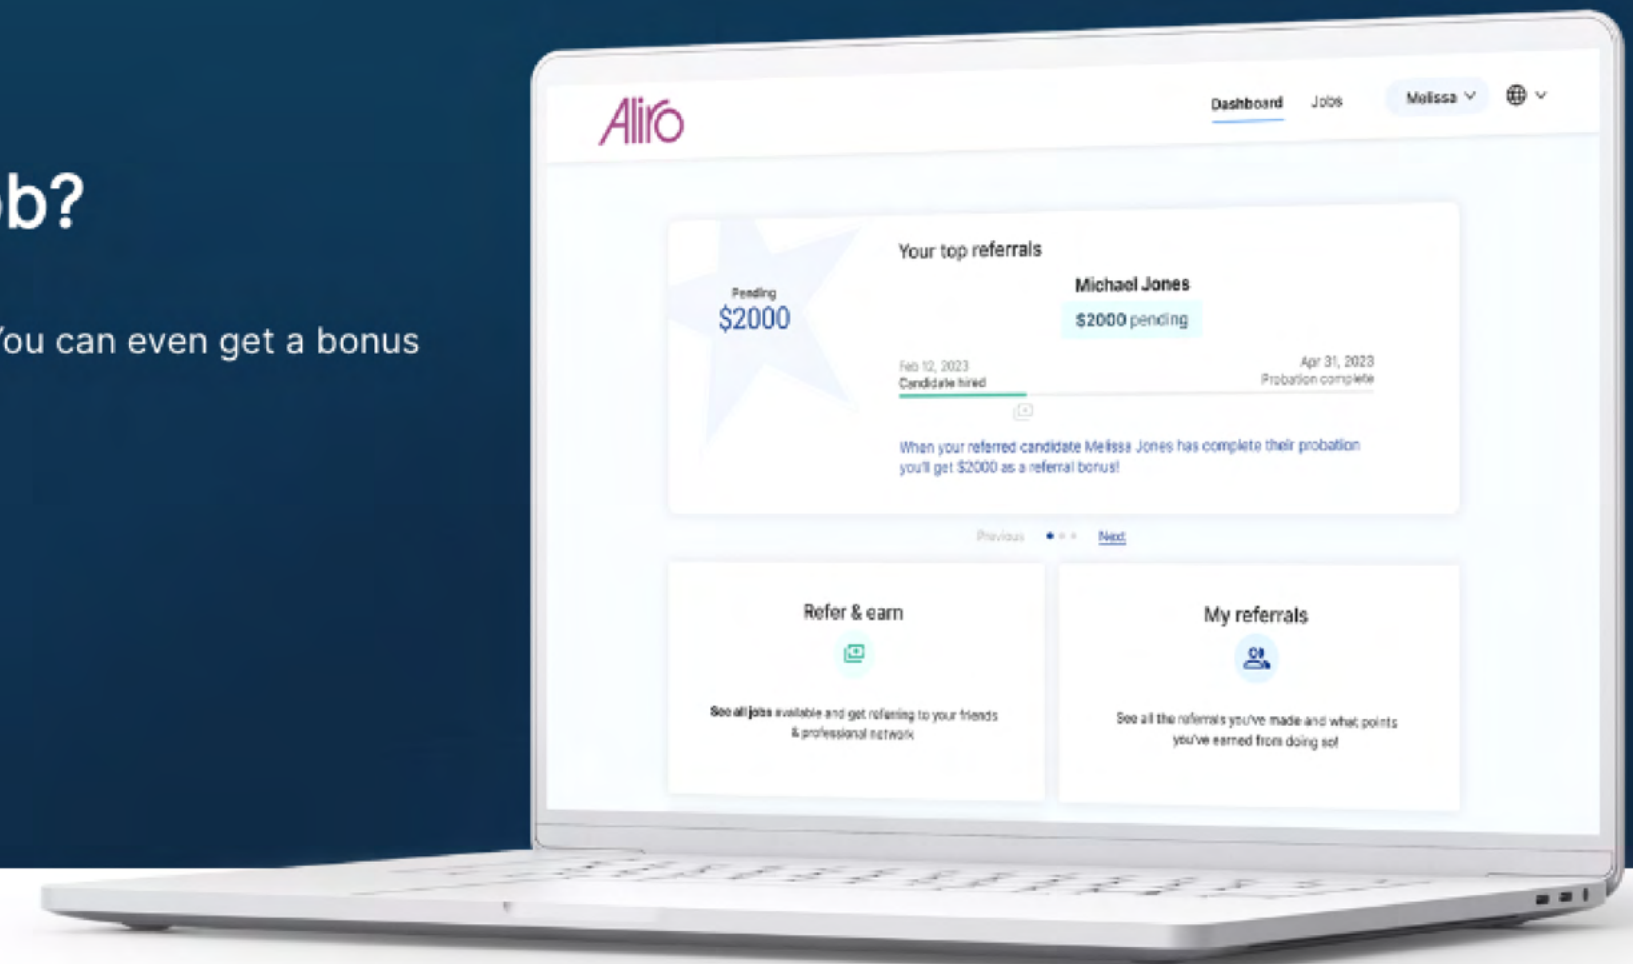 ob?
You can even get a bonus
Aliro
Dashboard Jobs Melissa
Your top referrals
Pending
$2000
Michael Jones
$2000 pending
Feb 12, 2023
Candidate hired
Apr 31, 2023
Probation complete
When your referred candidate Melissa Jones has complete their probation
you'll get $2000 as a referral bonus!
Previous Next
Refer & earn
See all jobs available and get referring to your friends
& professional network
My referrals
See all the referrals you've made and what points
you've earned from doing so!